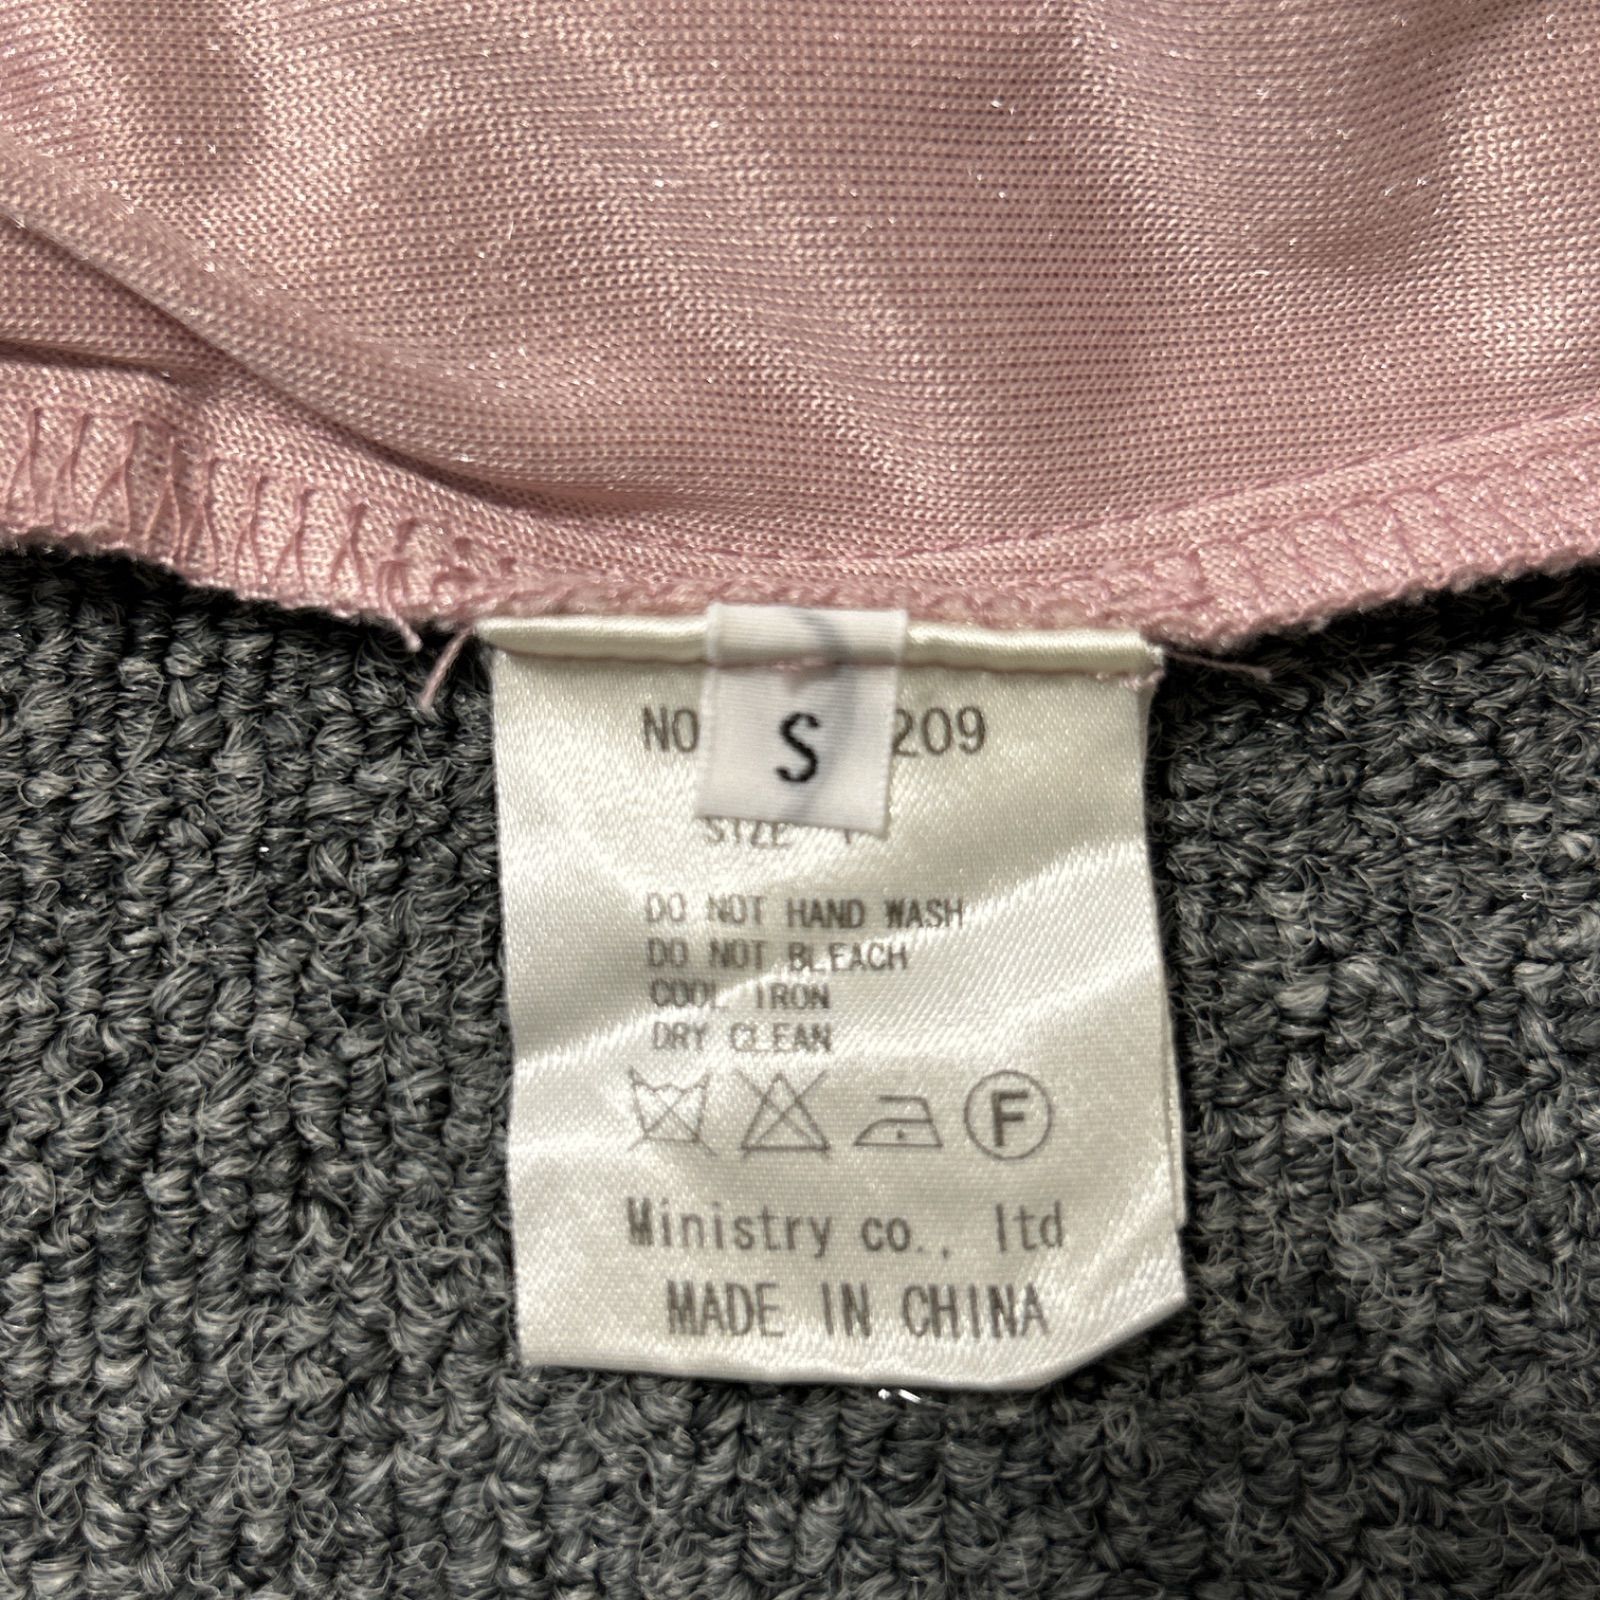 S
NO 209
SIZE
DO NOT HAND WASH
DO NOT BLEACH
COOL IRON
DRY CLEAN
F
Ministry co., ltd
MADE IN CHINA